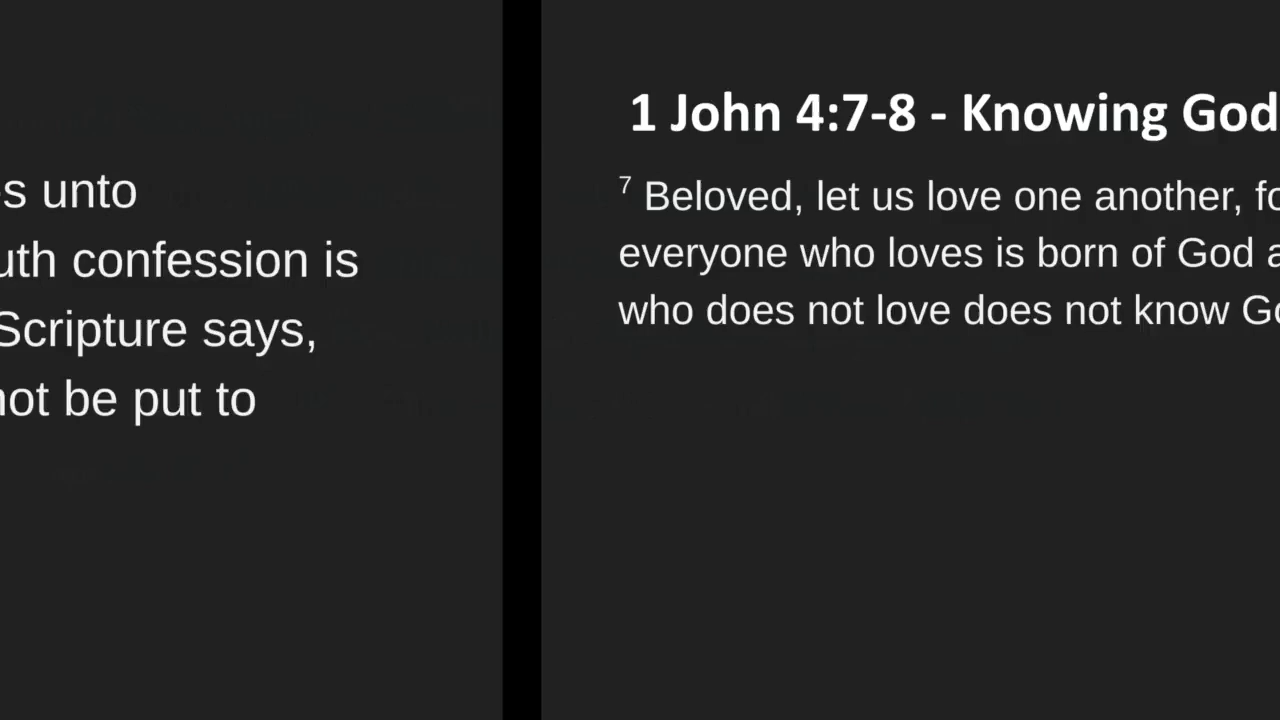 s unto
uth confession is
Scripture says,
not be put to
1 John 4:7-8 - Knowing God
7 Beloved, let us love one another, fo
everyone who loves is born of God a
who does not love does not know Go